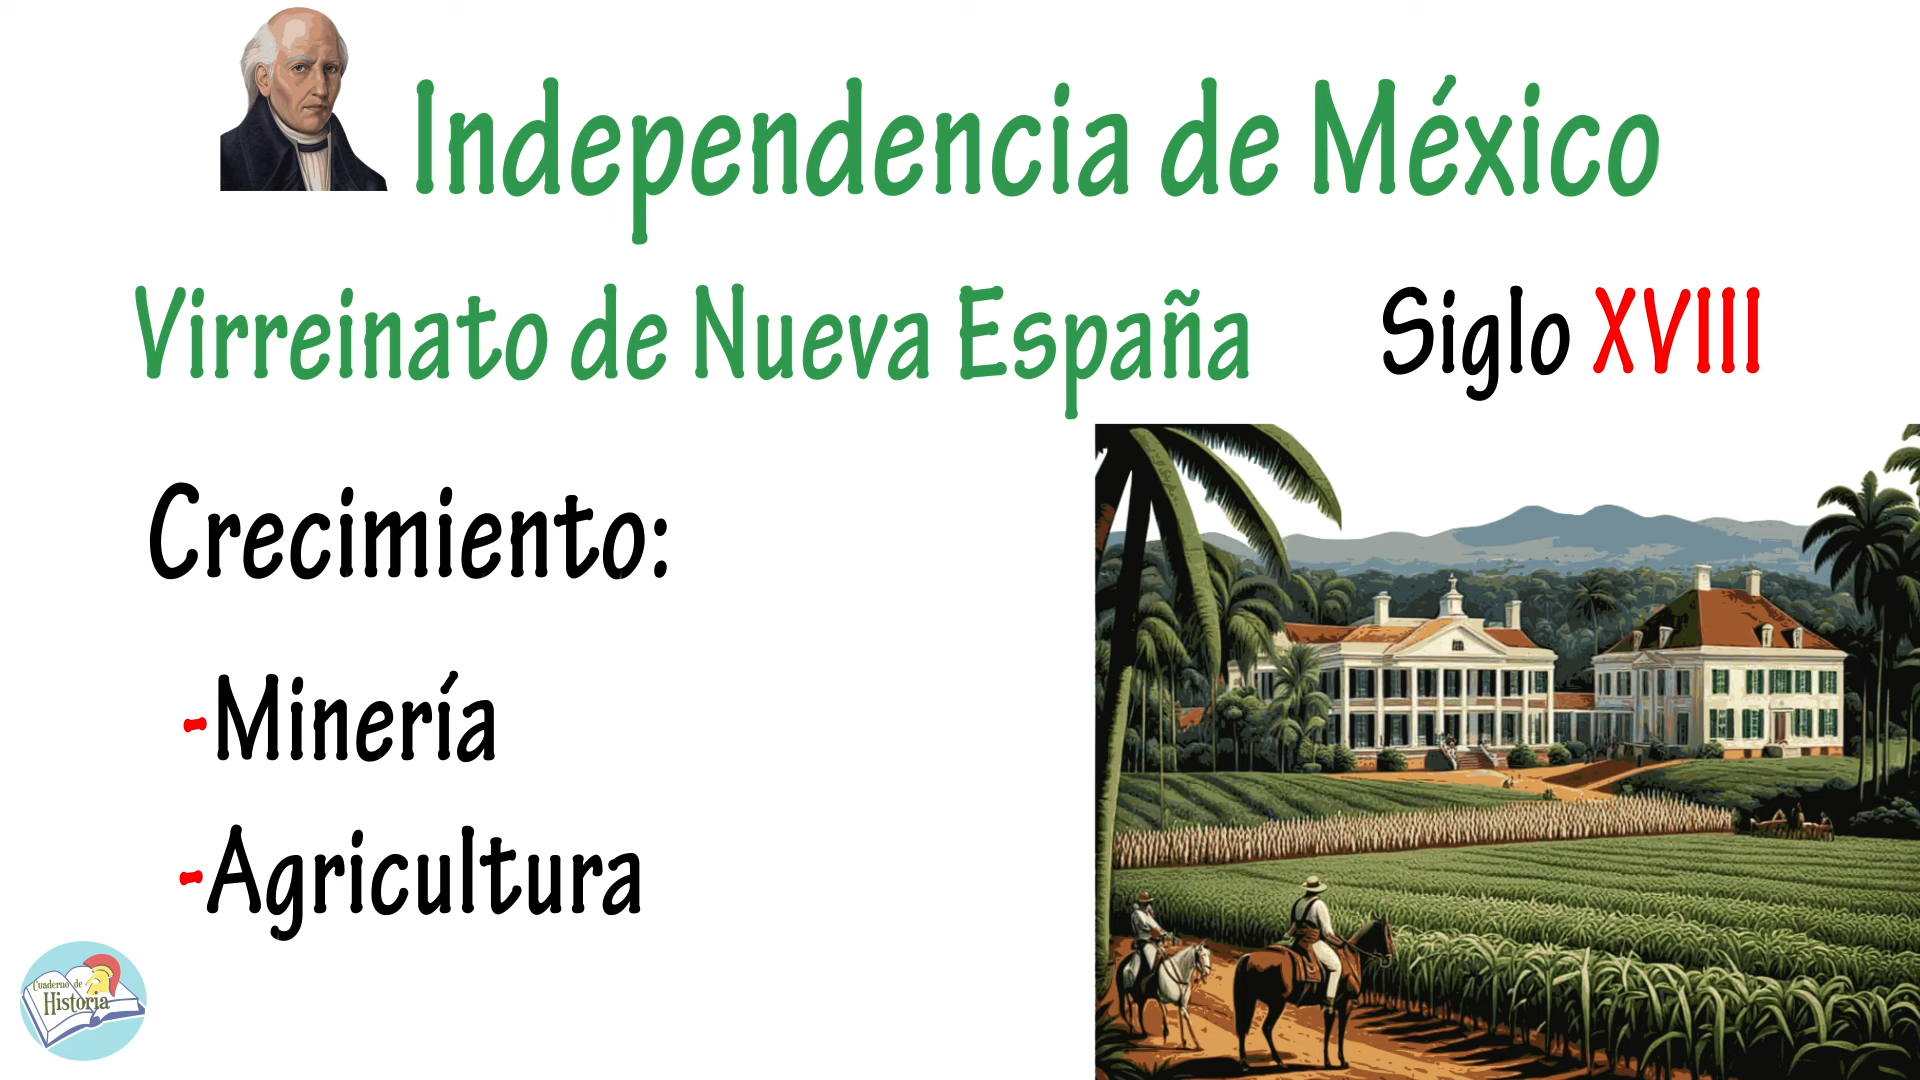 Independencia de México
Virreinato de Nueva España
Siglo XVIII
Crecimiento:
-Minería
-Agricultura
Cuaderno de
Historia